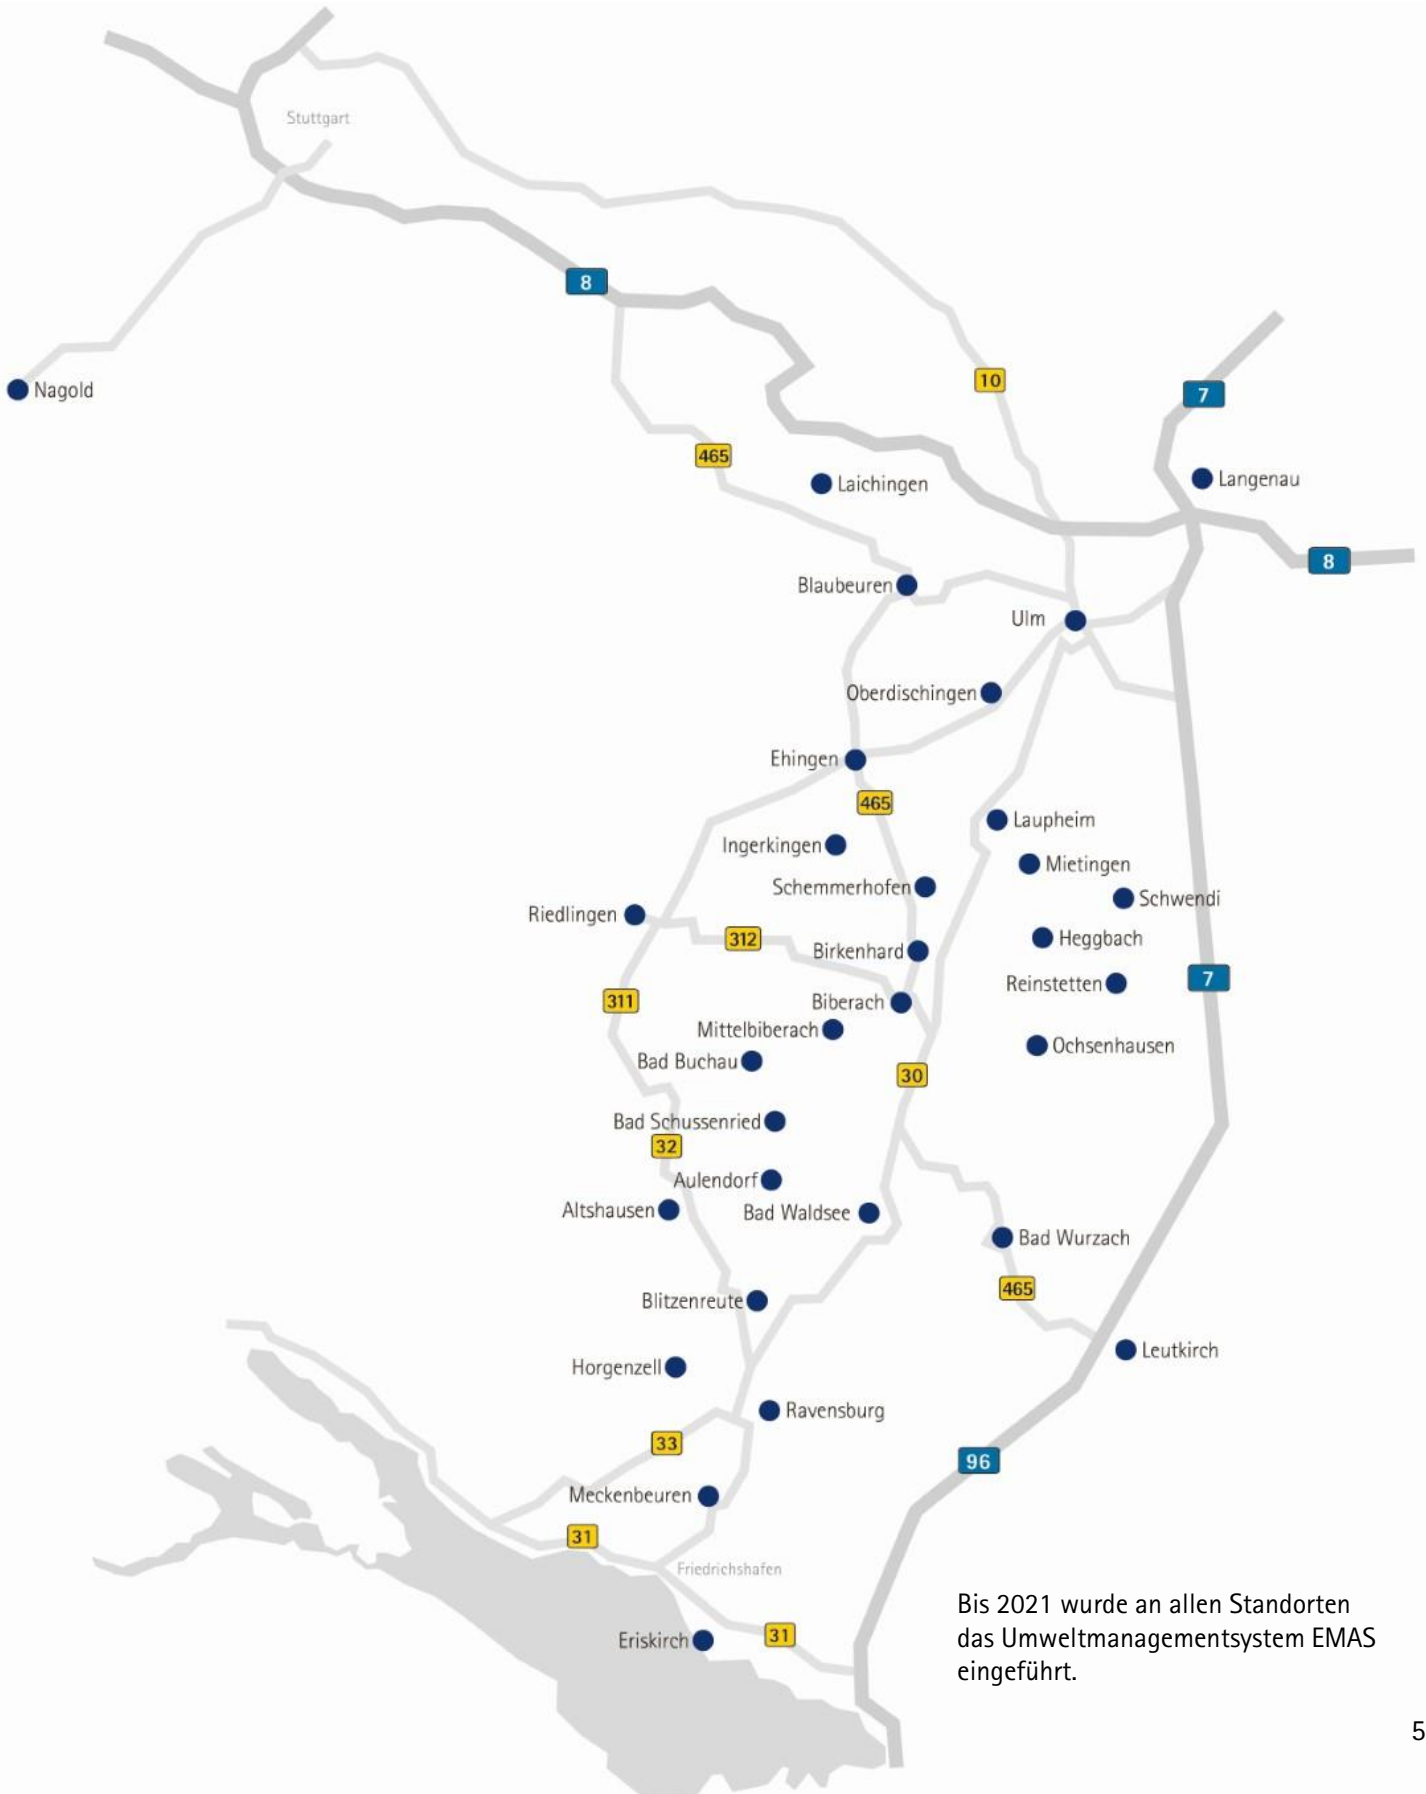 Stuttgart
8
10
Nagold
7
465
Laichingen
Langenau
8
Blaubeuren
Ulm
Oberdischingen
Ehingen
465
Laupheim
Ingerkingen
Mietingen
Schemmerhofen
Schwendi
Riedlingen
312
Heggbach
Birkenhard
7
Reinstetten
311
Biberach
Mittelbiberach
Ochsenhausen
Bad Buchau
30
Bad Schussenried
32
Aulendorf
Altshausen
Bad Waldsee
Bad Wurzach
465
Blitzenreute
Leutkirch
Horgenzell
Ravensburg
33
96
Meckenbeuren
31
Friedrichshafen
Bis 2021 wurde an allen Standorten
das Umweltmanagementsystem EMAS
eingeführt.
31
Eriskirch
5